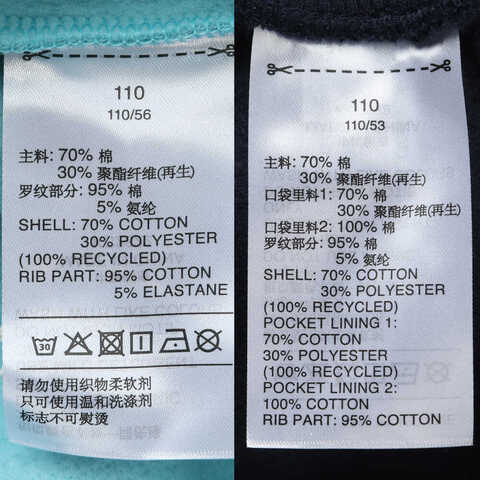 110
110/56
主料: 70% 棉
30% 聚酯纤维(再生)
罗纹部分: 95% 棉
5% 氨纶
SHELL: 70% COTTON
30% POLYESTER
(100% RECYCLED)
RIB PART: 95% COTTON
5% ELASTANE
30
请勿使用织物柔软剂
只可使用温和洗涤剂
标志不可熨烫
110
110/53
主料: 70% 棉
30% 聚酯纤维(再生)
口袋里料1: 70% 棉
30% 聚酯纤维(再生)
口袋里料2: 100% 棉
罗纹部分: 95% 棉
5% 氨纶
SHELL: 70% COTTON
30% POLYESTER
(100% RECYCLED)
POCKET LINING 1:
70% COTTON
30% POLYESTER
(100% RECYCLED)
POCKET LINING 2:
100% COTTON
RIB PART: 95% COTTON